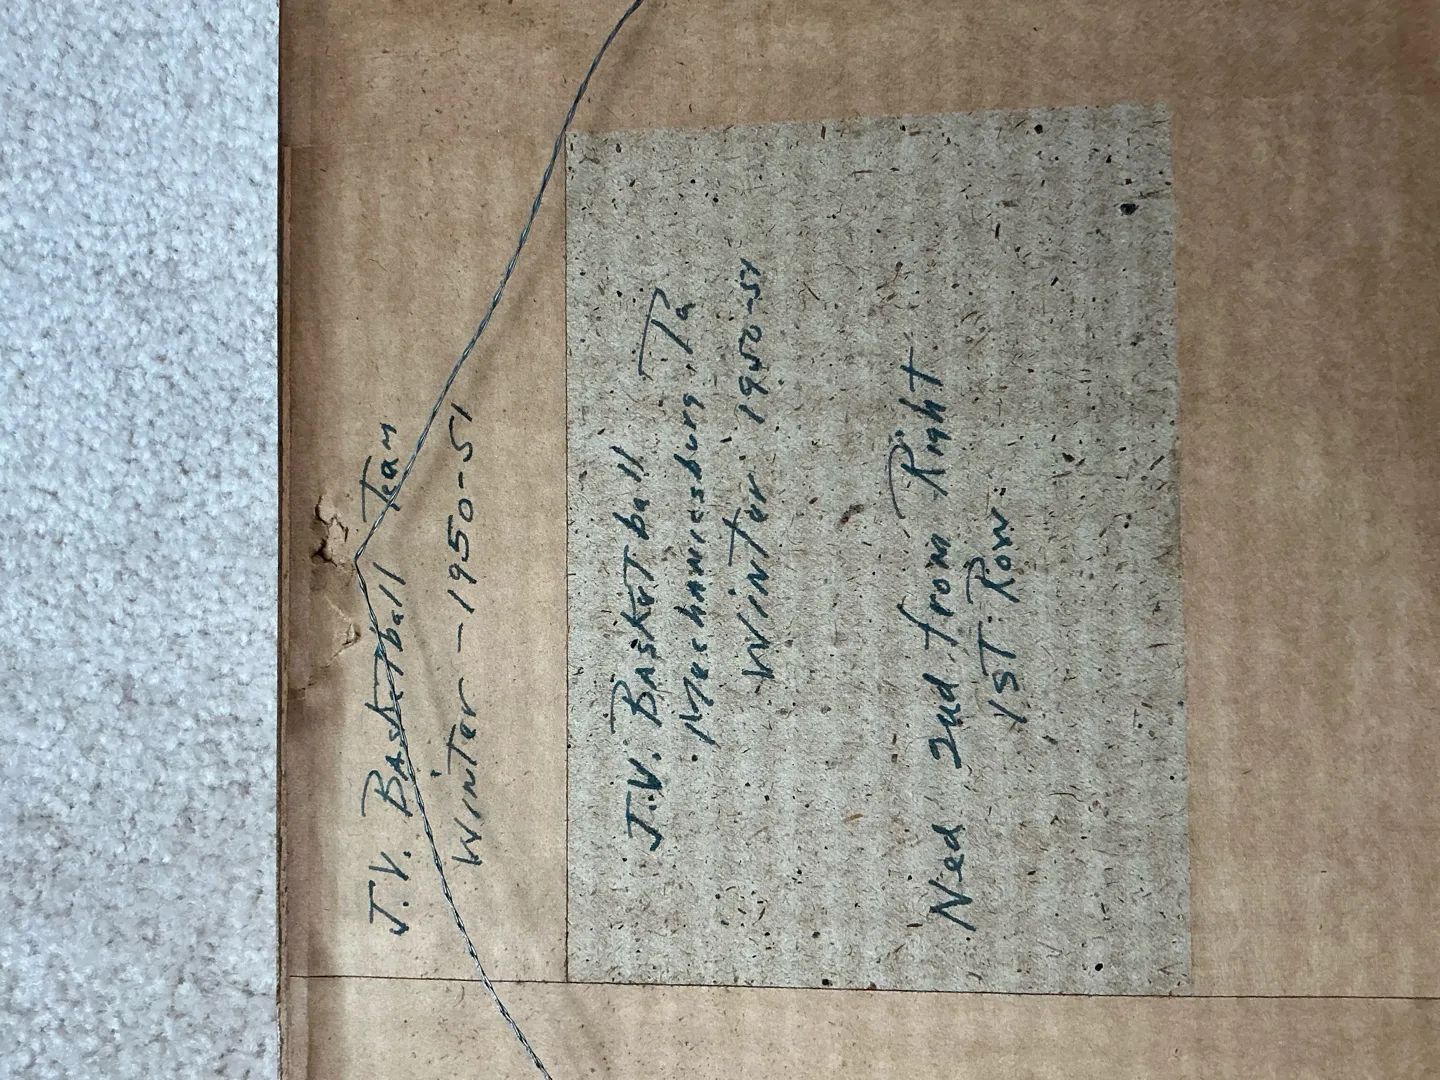 J.V. Basketball Team
Winter - 1950-51
J.V. Basketball
Mechanicsburg, Pa
Winter 1950-51
Ned 2nd from Right
1st Row